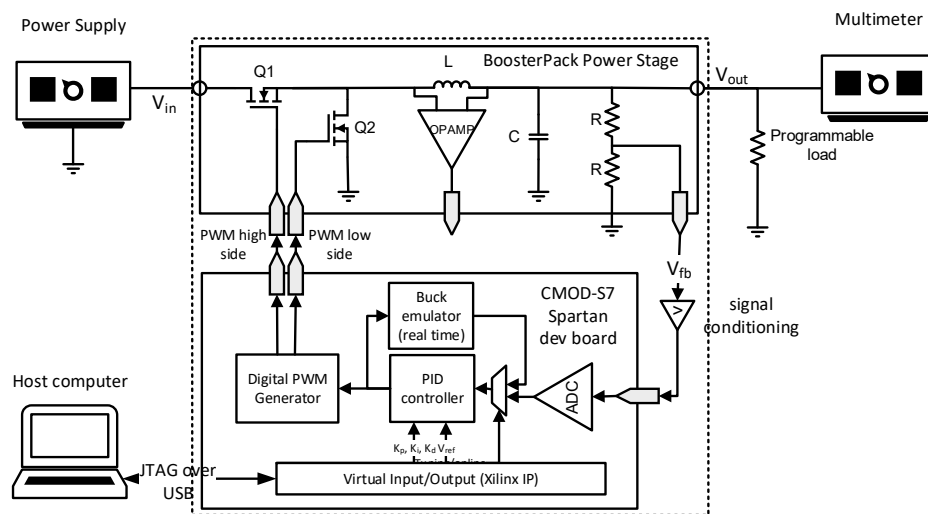 Power Supply
Multimeter
BoosterPack Power Stage
L
Q1
V_in
V_out
Q2
OPAMP
C
R
R
Programmable
load
PWM high
side
PWM low
side
V_fb
CMOD-S7
Spartan
dev board
signal
conditioning
V
Buck
emulator
(real time)
Host computer
Digital PWM
Generator
PID
controller
ADC
K_p, K_i, K_d V_ref
JTAG over
USB
Virtual Input/Output (Xilinx IP)